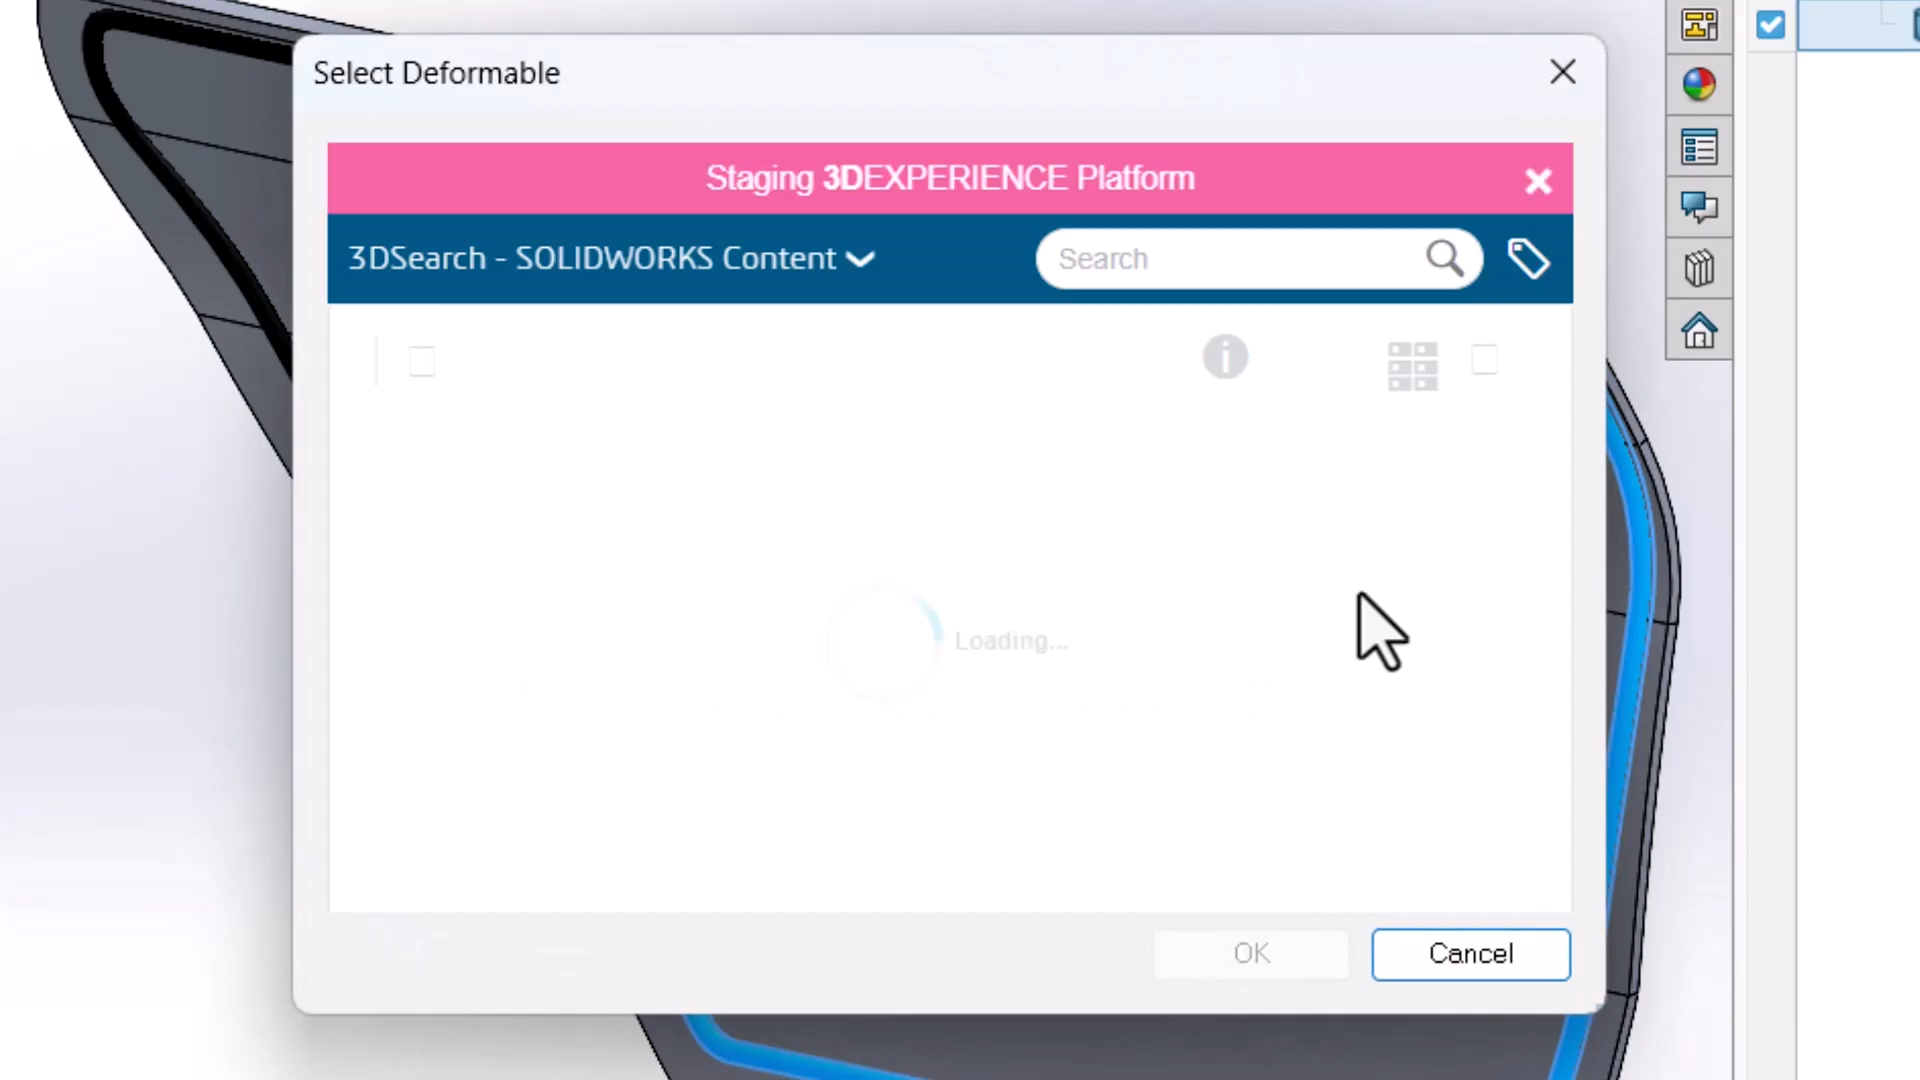 Select Deformable
Staging 3DEXPERIENCE Platform
3DSearch - SOLIDWORKS Content
Search
Loading...
OK
Cancel